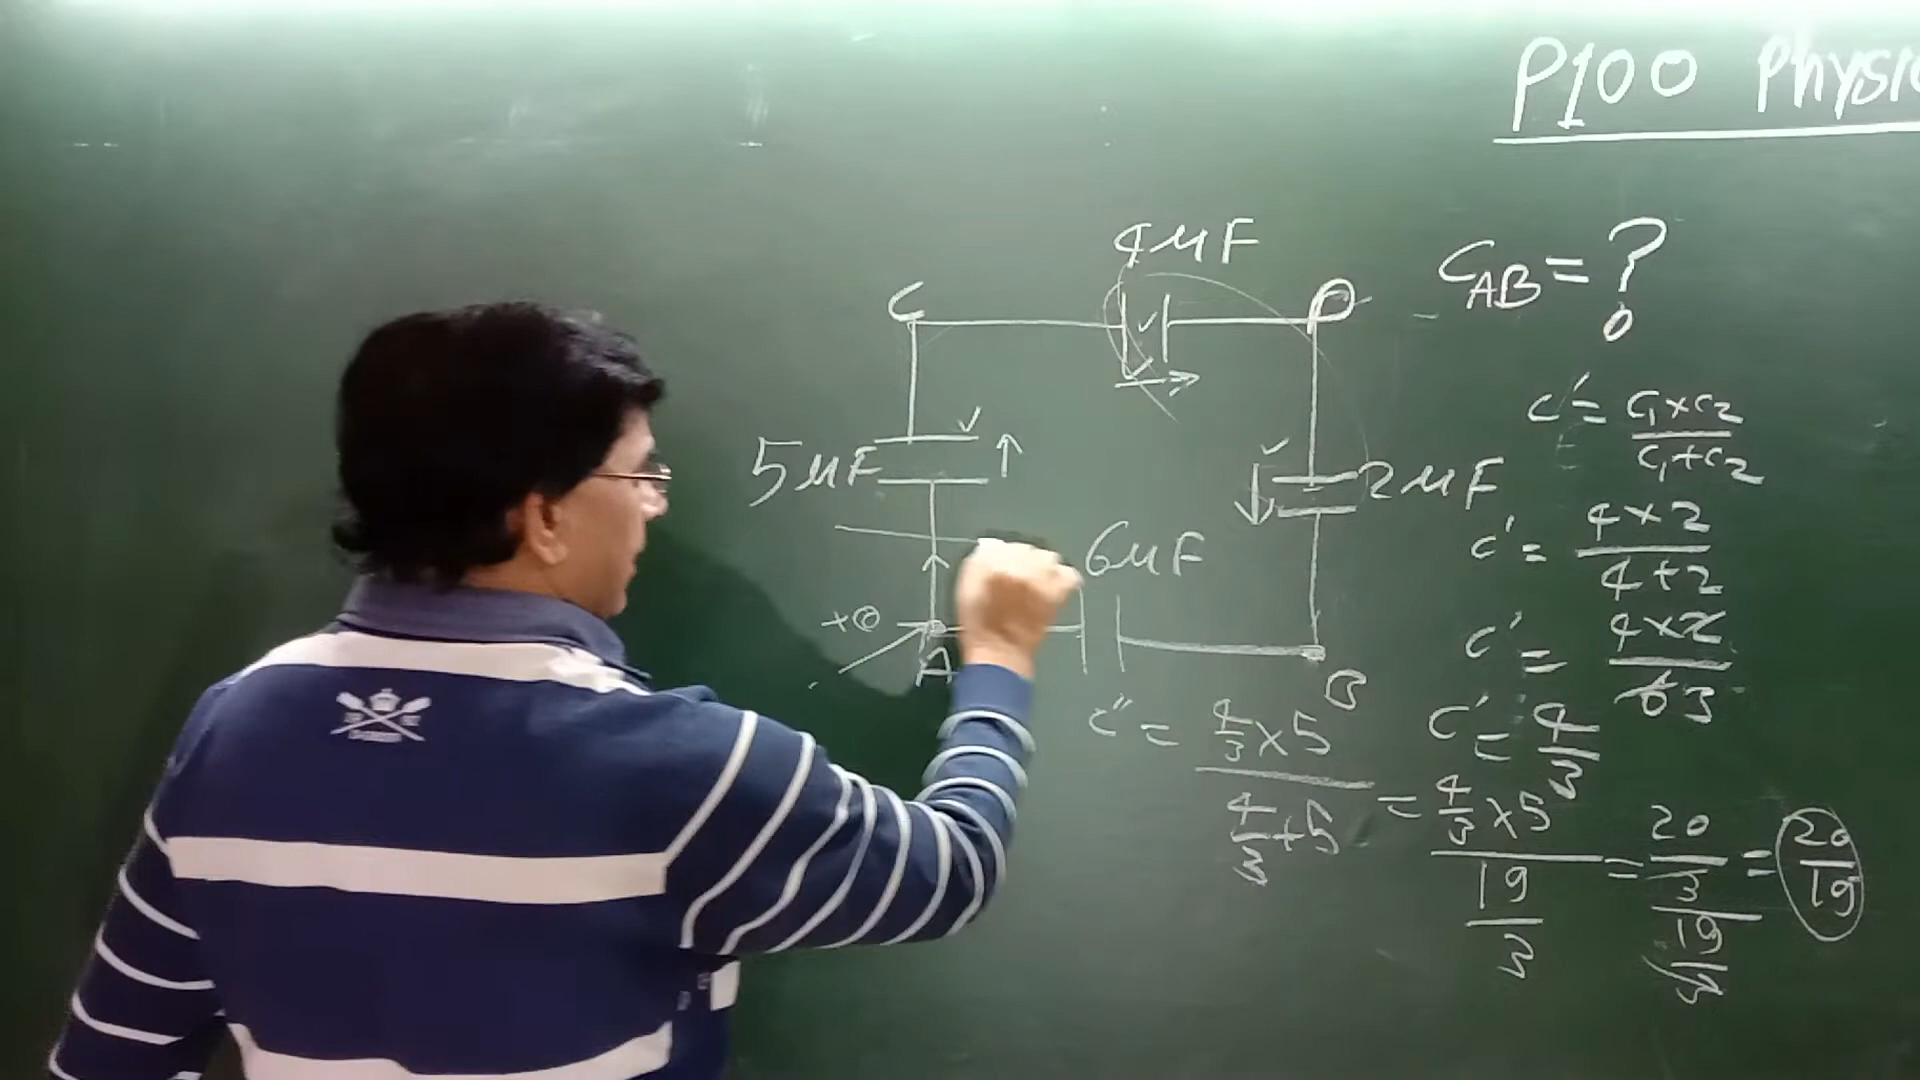 P100 Physic
4μF
C
D
C_AB = ?
5μF
2μF
6μF
+⊕
A
B
C' = C₁×C₂ / C₁+C₂
C' = 4×2 / 4+2
C' = 4×2 / 6 3
C' = 4/3
C'' = 4/3 × 5 / 4/3 + 5 = 4/3 × 5 / 19/3 = 20/3 / 19/3 = 20/19